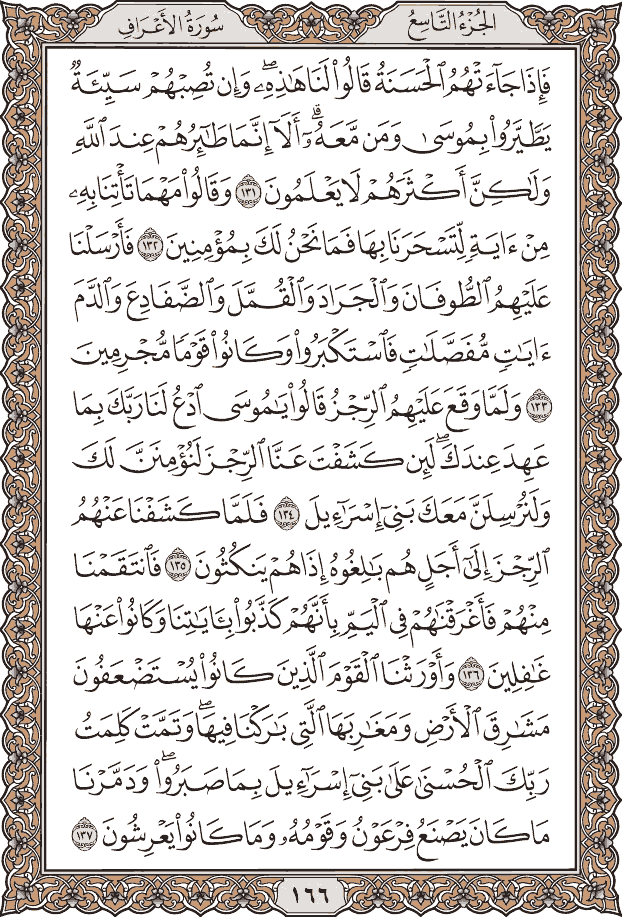 الجُزْءُ التَّاسِعُ
سُورَةُ الأَعْرَافِ
فَإِذَا جَآءَتْهُمُ ٱلْحَسَنَةُ قَالُوا۟ لَنَا هَٰذِهِۦۖ وَإِن تُصِبْهُمْ سَيِّئَةٌ
يَطَّيَّرُوا۟ بِمُوسَىٰ وَمَن مَّعَهُۥٓۗ أَلَآ إِنَّمَا طَٰٓئِرُهُمْ عِندَ ٱللَّهِ
وَلَٰكِنَّ أَكْثَرَهُمْ لَا يَعْلَمُونَ ١٣١ وَقَالُوا۟ مَهْمَا تَأْتِنَا بِهِۦ
مِنْ ءَايَةٍ لِّتَسْحَرَنَا بِهَا فَمَا نَحْنُ لَكَ بِمُؤْمِنِينَ ١٣٢ فَأَرْسَلْنَا
عَلَيْهِمُ ٱلطُّوفَانَ وَٱلْجَرَادَ وَٱلْقُمَّلَ وَٱلضَّفَادِعَ وَٱلدَّمَ
ءَايَٰتٍ مُّفَصَّلَٰتٍ فَٱسْتَكْبَرُوا۟ وَكَانُوا۟ قَوْمًا مُّجْرِمِينَ
١٣٣ وَلَمَّا وَقَعَ عَلَيْهِمُ ٱلرِّجْزُ قَالُوا۟ يَٰمُوسَى ٱدْعُ لَنَا رَبَّكَ بِمَا
عَهِدَ عِندَكَۖ لَئِن كَشَفْتَ عَنَّا ٱلرِّجْزَ لَنُؤْمِنَنَّ لَكَ
وَلَنُرْسِلَنَّ مَعَكَ بَنِىٓ إِسْرَٰٓءِيلَ ١٣٤ فَلَمَّا كَشَفْنَا عَنْهُمُ
ٱلرِّجْزَ إِلَىٰٓ أَجَلٍ هُم بَٰلِغُوهُ إِذَا هُمْ يَنكُثُونَ ١٣٥ فَٱنتَقَمْنَا
مِنْهُمْ فَأَغْرَقْنَٰهُمْ فِى ٱلْيَمِّ بِأَنَّهُمْ كَذَّبُوا۟ بِـَٔايَٰتِنَا وَكَانُوا۟ عَنْهَا
غَٰفِلِينَ ١٣٦ وَأَوْرَثْنَا ٱلْقَوْمَ ٱلَّذِينَ كَانُوا۟ يُسْتَضْعَفُونَ
مَشَٰرِقَ ٱلْأَرْضِ وَمَغَٰرِبَهَا ٱلَّتِى بَٰرَكْنَا فِيهَاۖ وَتَمَّتْ كَلِمَتُ
رَبِّكَ ٱلْحُسْنَىٰ عَلَىٰ بَنِىٓ إِسْرَٰٓءِيلَ بِمَا صَبَرُوا۟ۖ وَدَمَّرْنَا
مَا كَانَ يَصْنَعُ فِرْعَوْنُ وَقَوْمُهُۥ وَمَا كَانُوا۟ يَعْرِشُونَ ١٣٧
١٦٦